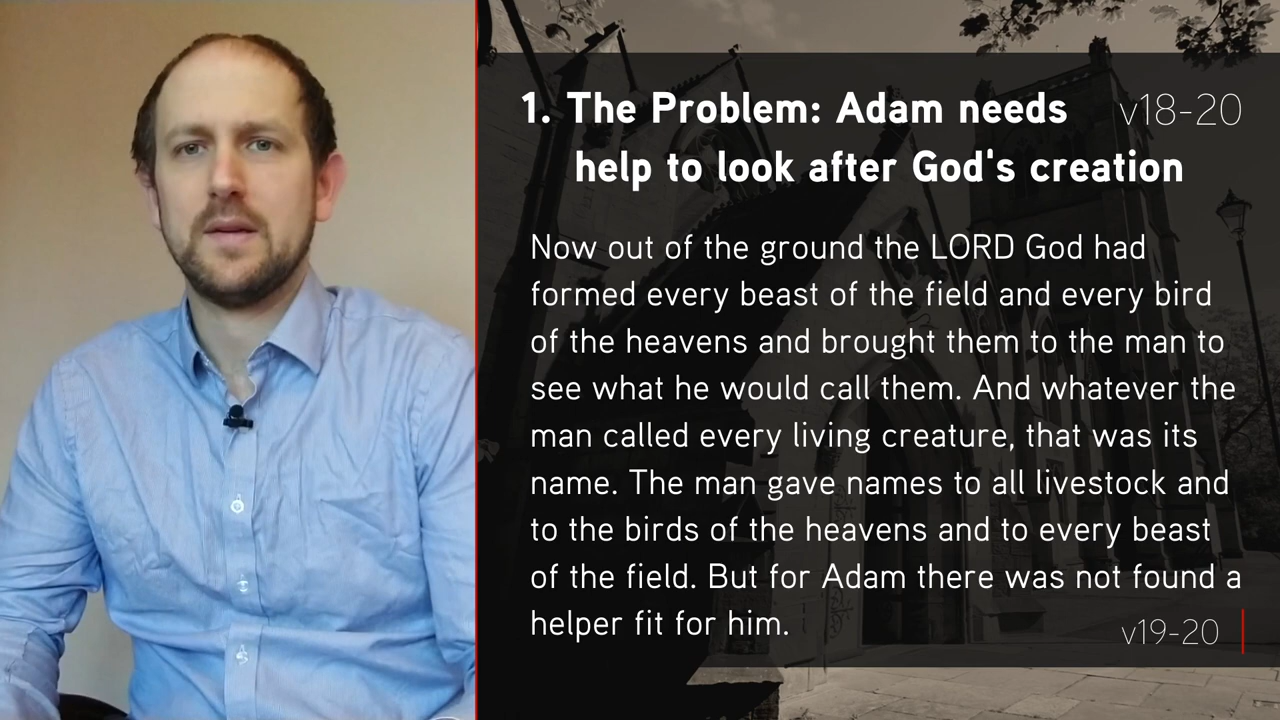 1. The Problem: Adam needs v18-20
help to look after God's creation
Now out of the ground the LORD God had
formed every beast of the field and every bird
of the heavens and brought them to the man to
see what he would call them. And whatever the
man called every living creature, that was its
name. The man gave names to all livestock and
to the birds of the heavens and to every beast
of the field. But for Adam there was not found a
helper fit for him.
v19-20